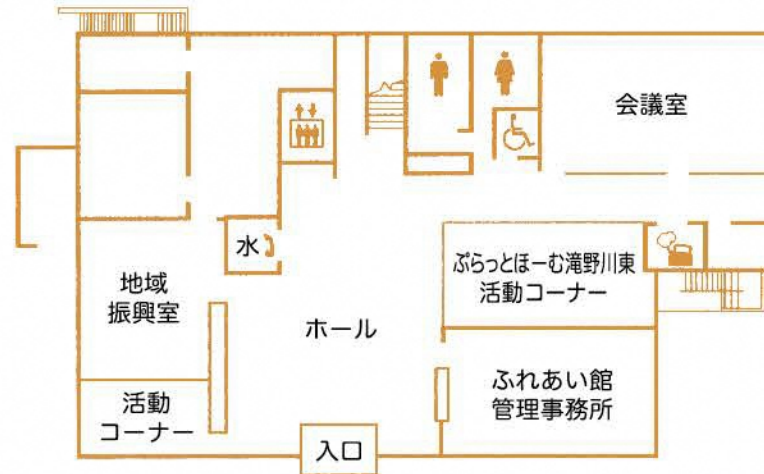 会議室
水
ぷらっとほーむ滝野川東
活動コーナー
地域
振興室
ホール
ふれあい館
管理事務所
活動
コーナー
入口